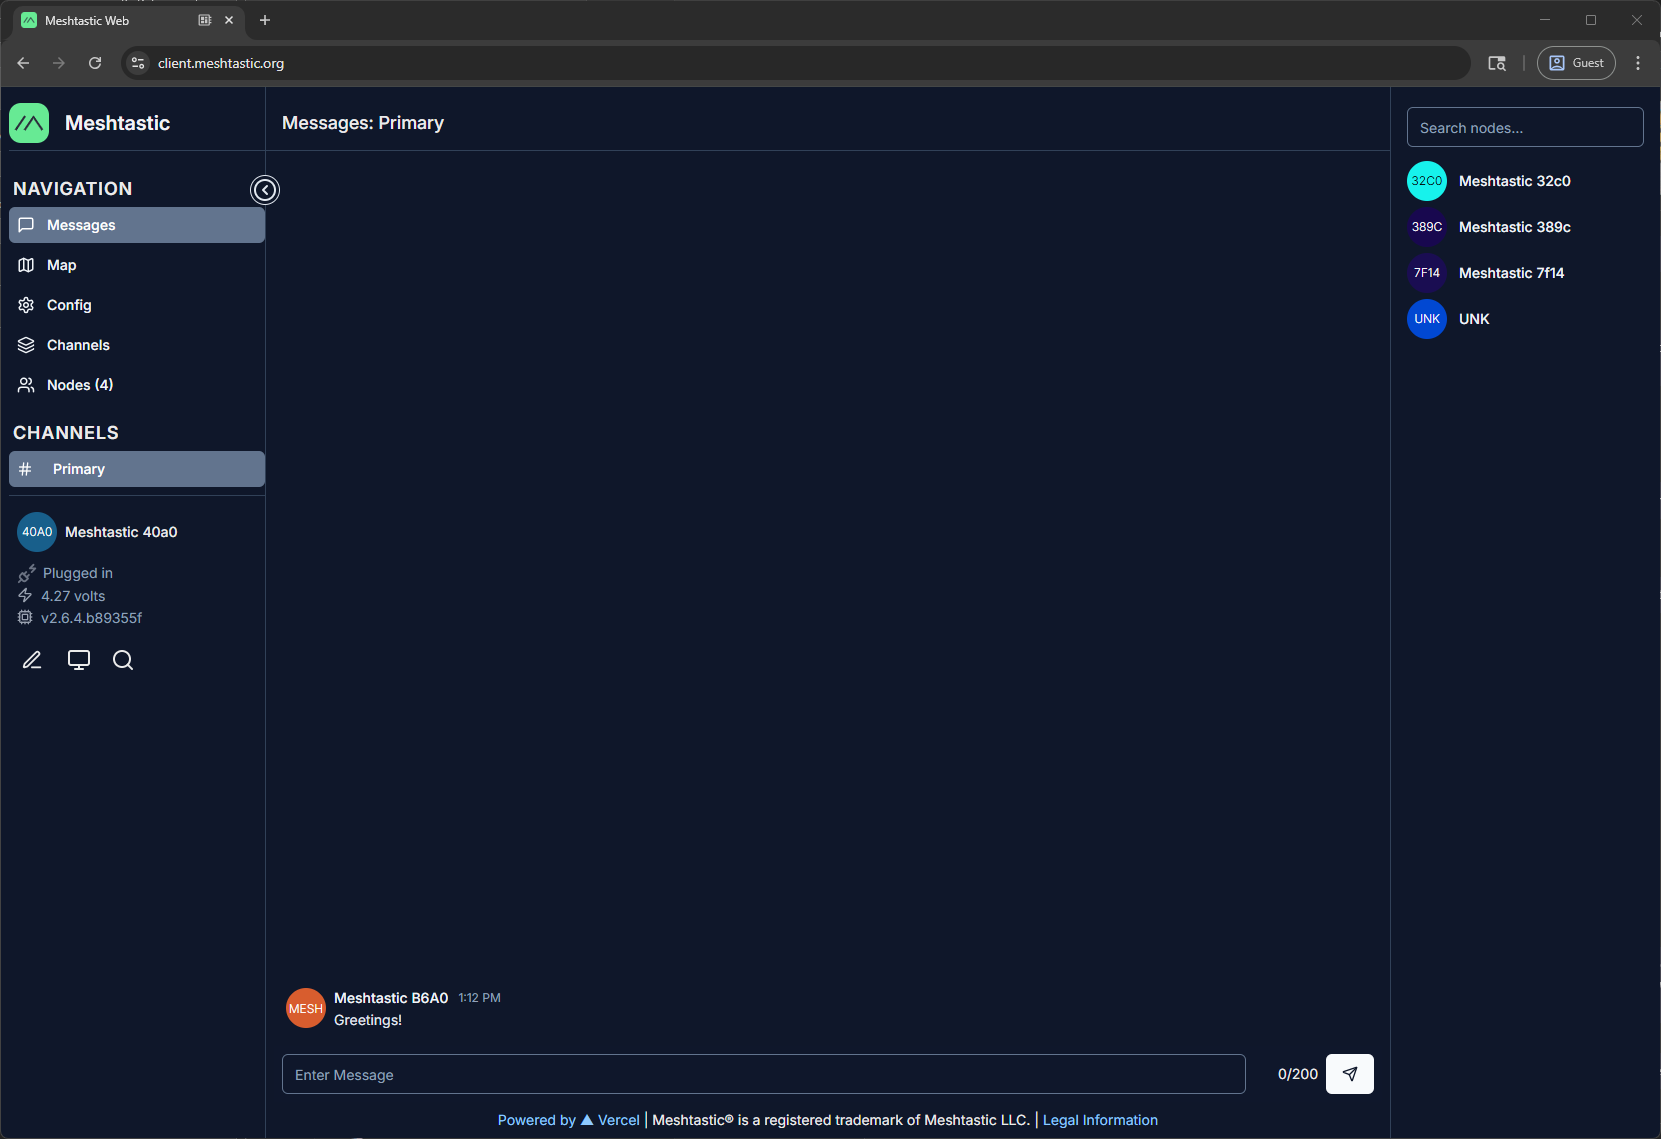 Meshtastic Web
client.meshtastic.org
Guest
Meshtastic
NAVIGATION
Messages
Map
Config
Channels
Nodes (4)
CHANNELS
# Primary
40A0 Meshtastic 40a0
Plugged in
4.27 volts
v2.6.4.b89355f
Messages: Primary
MESH Meshtastic B6A0 1:12 PM
Greetings!
Enter Message
0/200
Powered by ▲ Vercel | Meshtastic® is a registered trademark of Meshtastic LLC. | Legal Information
Search nodes...
32C0 Meshtastic 32c0
389C Meshtastic 389c
7F14 Meshtastic 7f14
UNK UNK